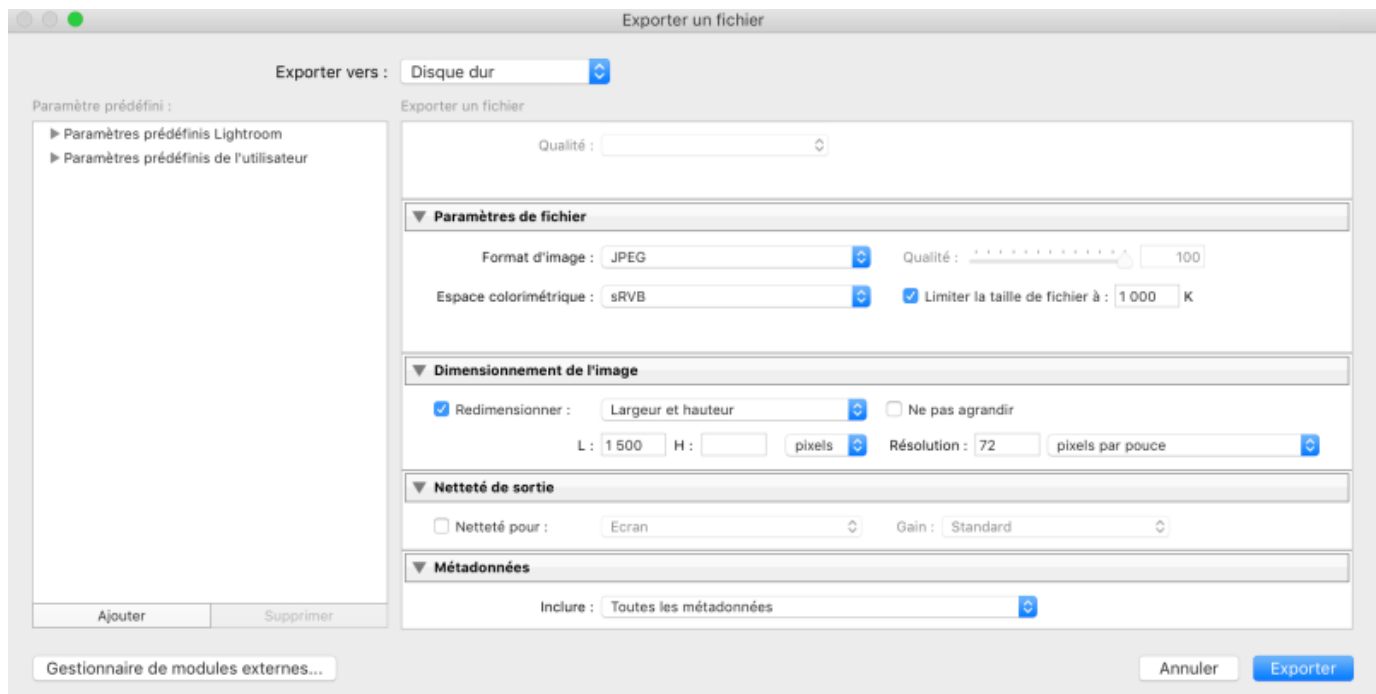 Exporter un fichier
Exporter vers : Disque dur
Paramètre prédéfini :
Exporter un fichier
Paramètres prédéfinis Lightroom
Paramètres prédéfinis de l'utilisateur
Qualité :
Paramètres de fichier
Format d'image : JPEG Qualité : 100
Espace colorimétrique : sRVB Limiter la taille de fichier à : 1 000 K
Dimensionnement de l'image
Redimensionner : Largeur et hauteur Ne pas agrandir
L : 1 500 H : pixels Résolution : 72 pixels par pouce
Netteté de sortie
Netteté pour : Ecran Gain : Standard
Métadonnées
Inclure : Toutes les métadonnées
Ajouter Supprimer
Gestionnaire de modules externes... Annuler Exporter